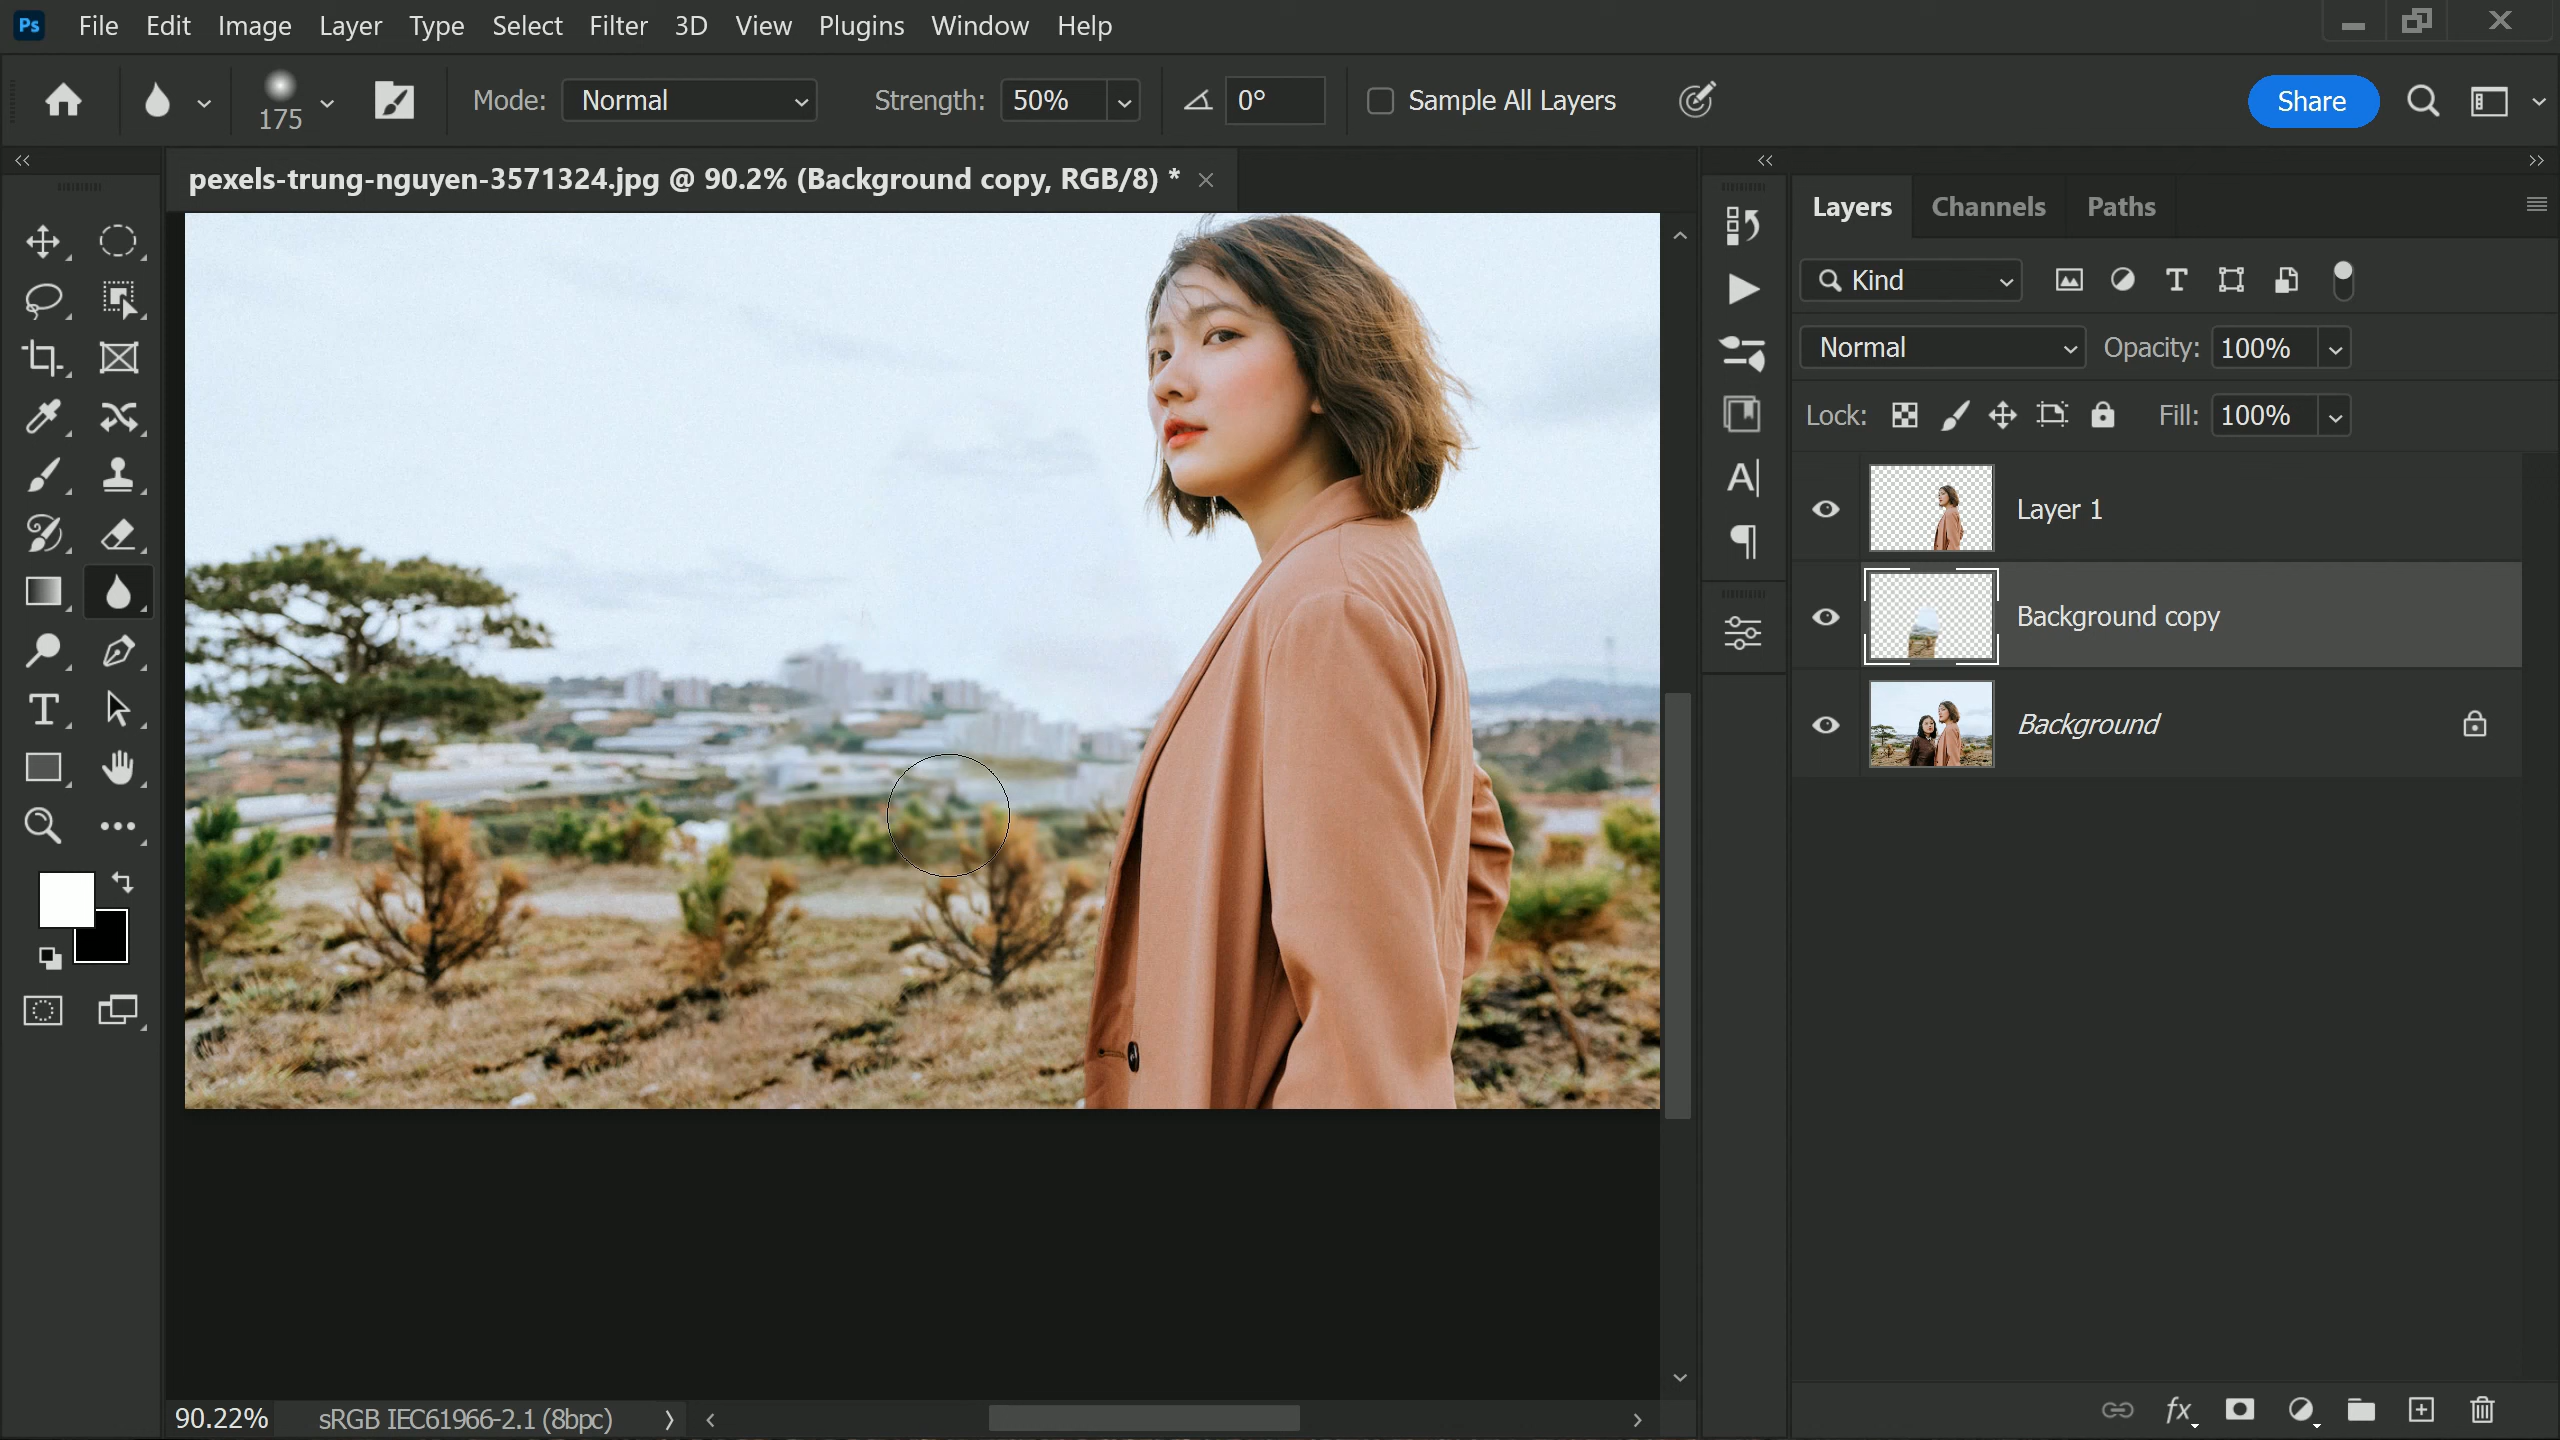 Ps File Edit Image Layer Type Select Filter 3D View Plugins Window Help
175 Mode: Normal Strength: 50% 0° Sample All Layers Share
pexels-trung-nguyen-3571324.jpg @ 90.2% (Background copy, RGB/8) *
Layers Channels Paths
Kind
Normal Opacity: 100%
Lock: Fill: 100%
Layer 1
Background copy
Background
90.22% sRGB IEC61966-2.1 (8bpc)